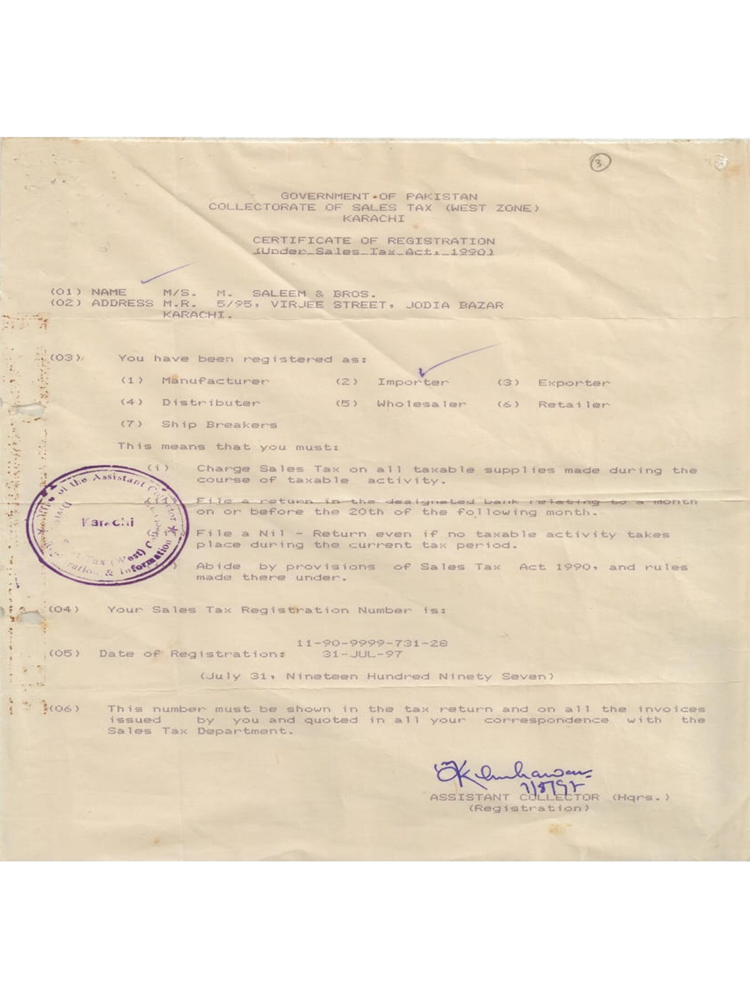 3
GOVERNMENT OF PAKISTAN
COLLECTORATE OF SALES TAX (WEST ZONE)
KARACHI
CERTIFICATE OF REGISTRATION
(Under Sales Tax Act, 1990)
(01) NAME M/S. M. SALEEM & BROS.
(02) ADDRESS M.R. 5/95, VIRJEE STREET, JODIA BAZAR
KARACHI.
(03) You have been registered as:
(1) Manufacturer (2) Importer (3) Exporter
(4) Distributer (5) Wholesaler (6) Retailer
(7) Ship Breakers
This means that you must:
(i) Charge Sales Tax on all taxable supplies made during the
course of taxable activity.
File a return in the designated bank relating to a month
on or before the 20th of the following month.
File a Nil - Return even if no taxable activity takes
place during the current tax period.
) Abide by provisions of Sales Tax Act 1990, and rules
made there under.
of the Assistant
Karachi
(West)
& Information
(04) Your Sales Tax Registration Number is:
11-90-9999-731-28
(05) Date of Registration: 31-JUL-97
(July 31, Nineteen Hundred Ninety Seven)
(06) This number must be shown in the tax return and on all the invoices
issued by you and quoted in all your correspondence with the
Sales Tax Department.
ASSISTANT COLLECTOR (Hqrs.)
(Registration)